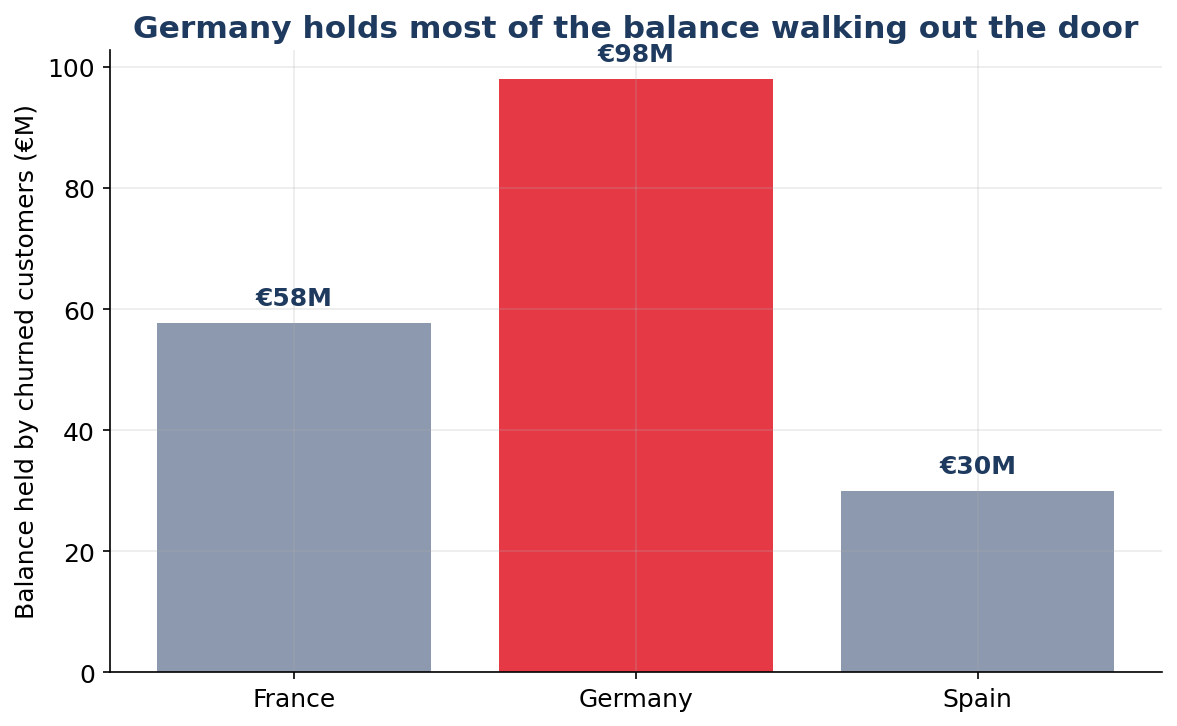 Germany holds most of the balance walking out the door
Balance held by churned customers (€M)
100
80
60
40
20
0
€58M
€98M
€30M
France
Germany
Spain